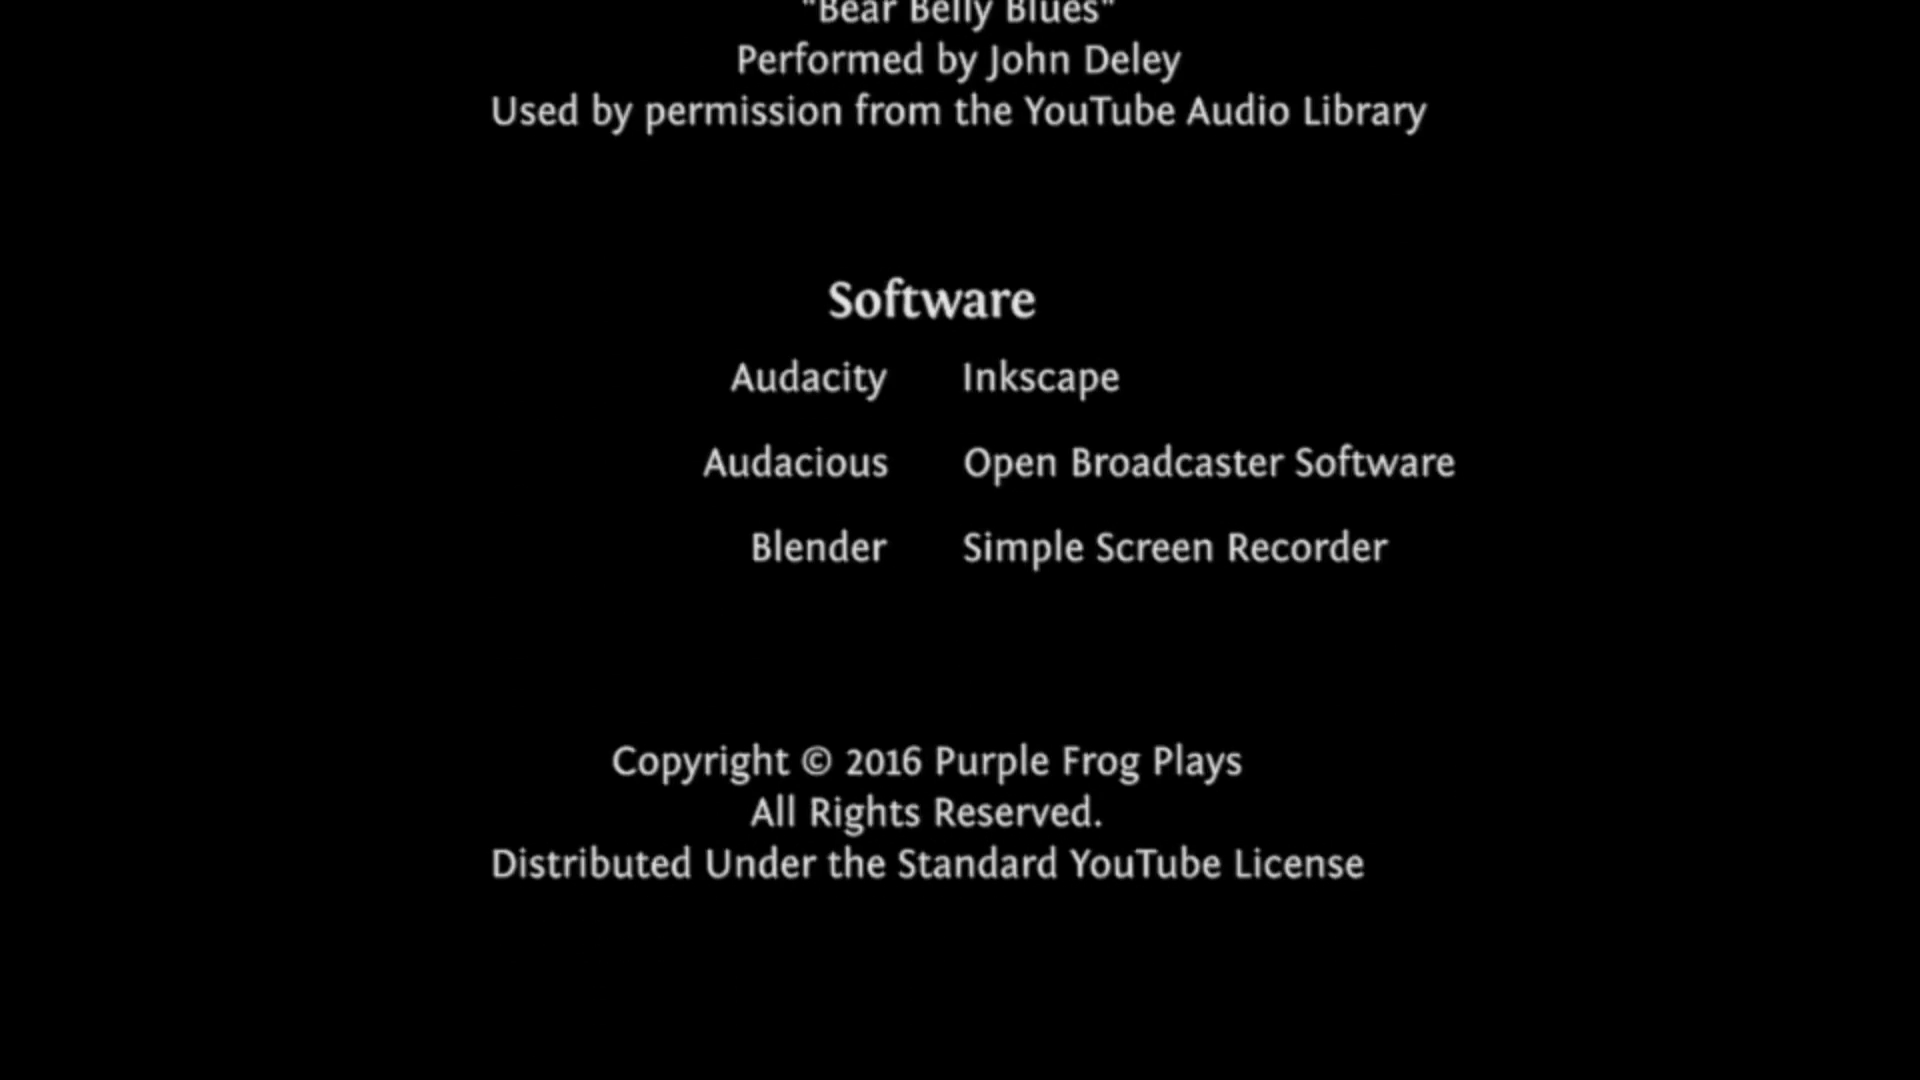 "Bear Belly Blues"
Performed by John Deley
Used by permission from the YouTube Audio Library
Software
Audacity Inkscape
Audacious Open Broadcaster Software
Blender Simple Screen Recorder
Copyright © 2016 Purple Frog Plays
All Rights Reserved.
Distributed Under the Standard YouTube License